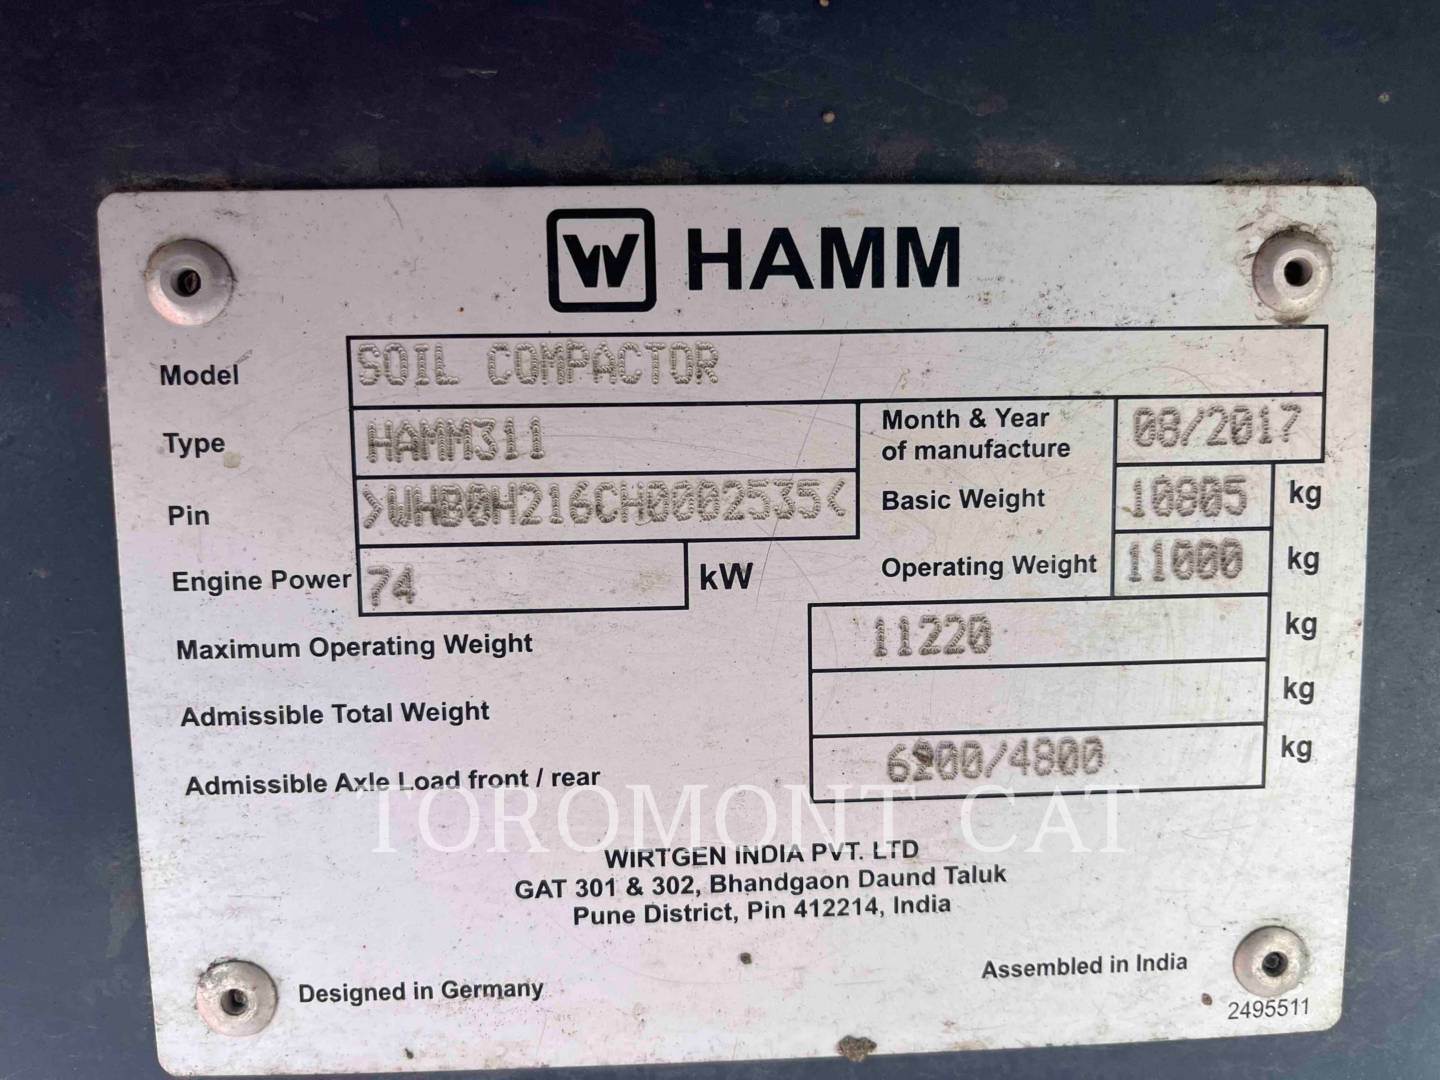 W HAMM
Model SOIL COMPACTOR
Type HAMM311 Month & Year of manufacture 08/2017
Pin >WHB0H216CH0002535< Basic Weight 10805 kg
Engine Power 74 kW Operating Weight 11000 kg
Maximum Operating Weight 11220 kg
Admissible Total Weight kg
Admissible Axle Load front / rear /4800 kg
TOROMONT CAT
WIRTGEN INDIA PVT. LTD
GAT 301 & 302, Bhandgaon Daund Taluk
Pune District, Pin 412214, India
Designed in Germany Assembled in India
2495511